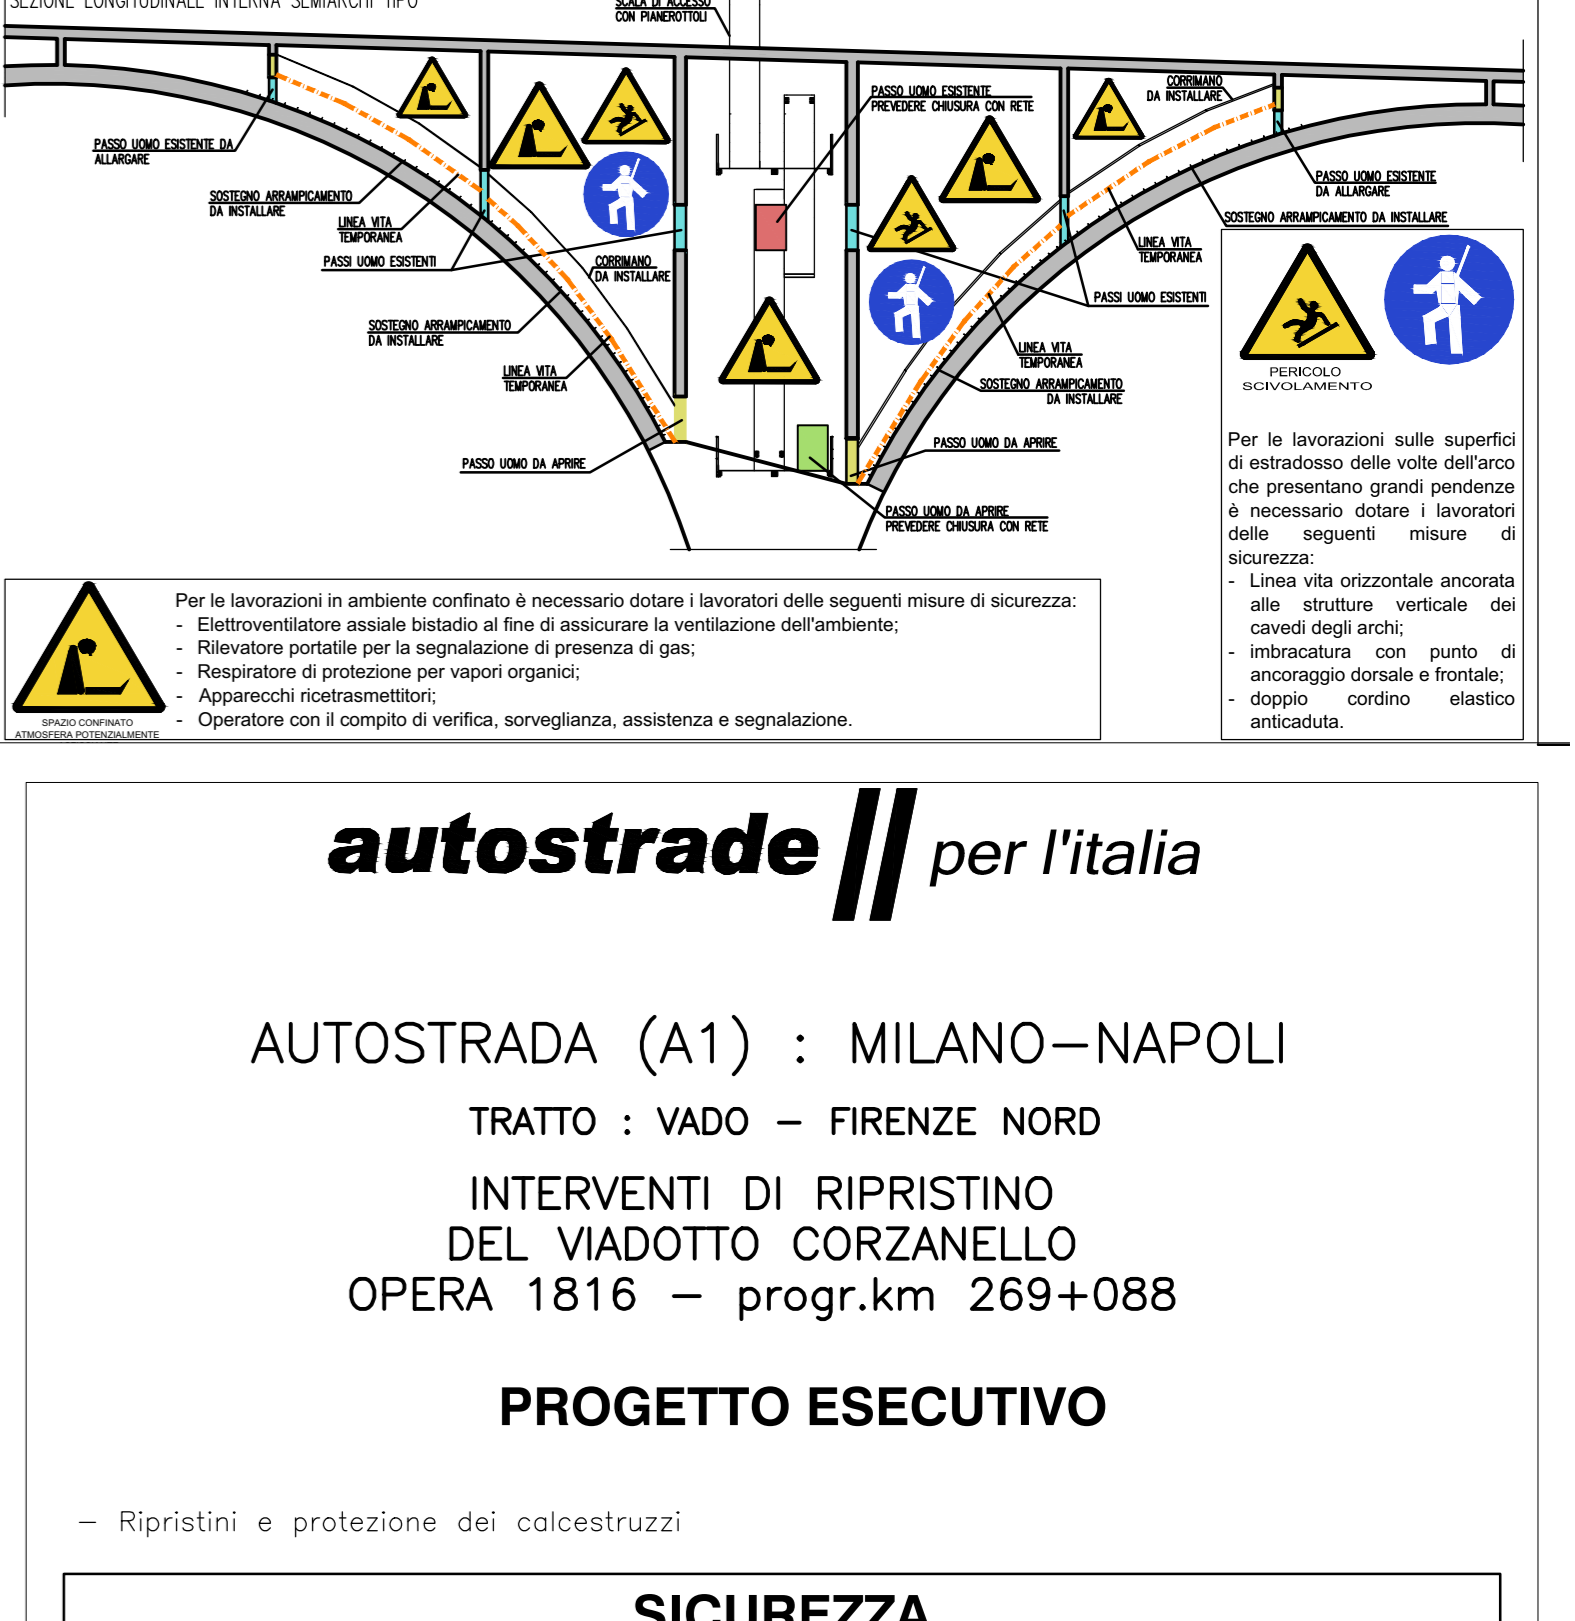 SEZIONE LONGITUDINALE INTERNA SEMIARCHI TIPO
SCALA DI ACCESSO
CON PIANEROTTOLI
PASSO UOMO ESISTENTE
PREVEDERE CHIUSURA CON RETE
CORRIMANO
DA INSTALLARE
PASSO UOMO ESISTENTE DA
ALLARGARE
SOSTEGNO ARRAMPICAMENTO
DA INSTALLARE
LINEA VITA
TEMPORANEA
PASSI UOMO ESISTENTI
CORRIMANO
DA INSTALLARE
SOSTEGNO ARRAMPICAMENTO
DA INSTALLARE
LINEA VITA
TEMPORANEA
PASSO UOMO DA APRIRE
PASSO UOMO ESISTENTE
DA ALLARGARE
SOSTEGNO ARRAMPICAMENTO DA INSTALLARE
LINEA VITA
TEMPORANEA
PASSI UOMO ESISTENTI
LINEA VITA
TEMPORANEA
SOSTEGNO ARRAMPICAMENTO
DA INSTALLARE
PASSO UOMO DA APRIRE
PASSO UOMO DA APRIRE
PREVEDERE CHIUSURA CON RETE
PERICOLO
SCIVOLAMENTO
Per le lavorazioni sulle superfici
di estradosso delle volte dell'arco
che presentano grandi pendenze
è necessario dotare i lavoratori
delle seguenti misure di
sicurezza:
- Linea vita orizzontale ancorata
alle strutture verticale dei
cavedi degli archi;
- imbracatura con punto di
ancoraggio dorsale e frontale;
- doppio cordino elastico
anticaduta.
SPAZIO CONFINATO
ATMOSFERA POTENZIALMENTE
Per le lavorazioni in ambiente confinato è necessario dotare i lavoratori delle seguenti misure di sicurezza:
- Elettroventilatore assiale bistadio al fine di assicurare la ventilazione dell'ambiente;
- Rilevatore portatile per la segnalazione di presenza di gas;
- Respiratore di protezione per vapori organici;
- Apparecchi ricetrasmettitori;
- Operatore con il compito di verifica, sorveglianza, assistenza e segnalazione.
autostrade // per l'italia
AUTOSTRADA (A1) : MILANO-NAPOLI
TRATTO : VADO - FIRENZE NORD
INTERVENTI DI RIPRISTINO
DEL VIADOTTO CORZANELLO
OPERA 1816 - progr.km 269+088
PROGETTO ESECUTIVO
- Ripristini e protezione dei calcestruzzi
SICUREZZA